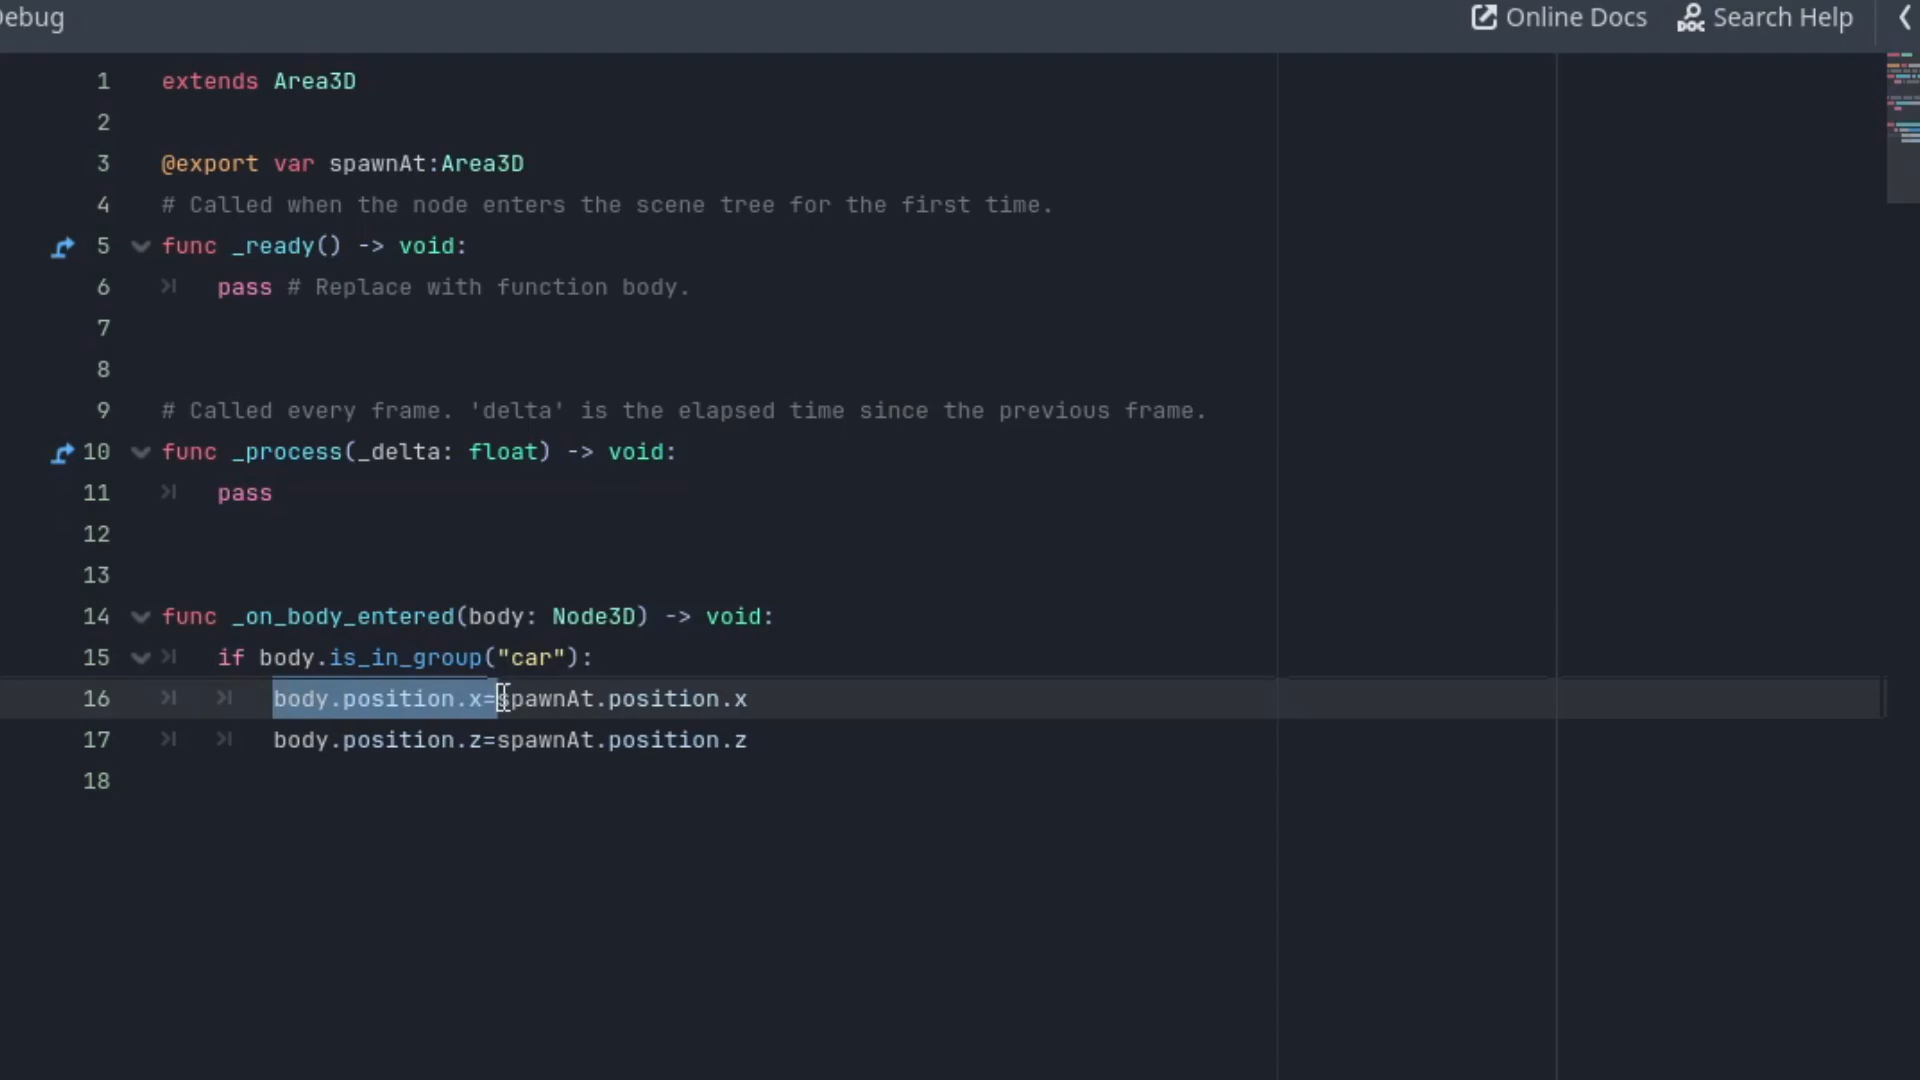 Online Docs Search Help
1 extends Area3D
2
3 @export var spawnAt:Area3D
4 # Called when the node enters the scene tree for the first time.
5 func _ready() -> void:
6 pass # Replace with function body.
7
8
9 # Called every frame. 'delta' is the elapsed time since the previous frame.
10 func _process(_delta: float) -> void:
11 pass
12
13
14 func _on_body_entered(body: Node3D) -> void:
15 if body.is_in_group("car"):
16 body.position.x=spawnAt.position.x
17 body.position.z=spawnAt.position.z
18